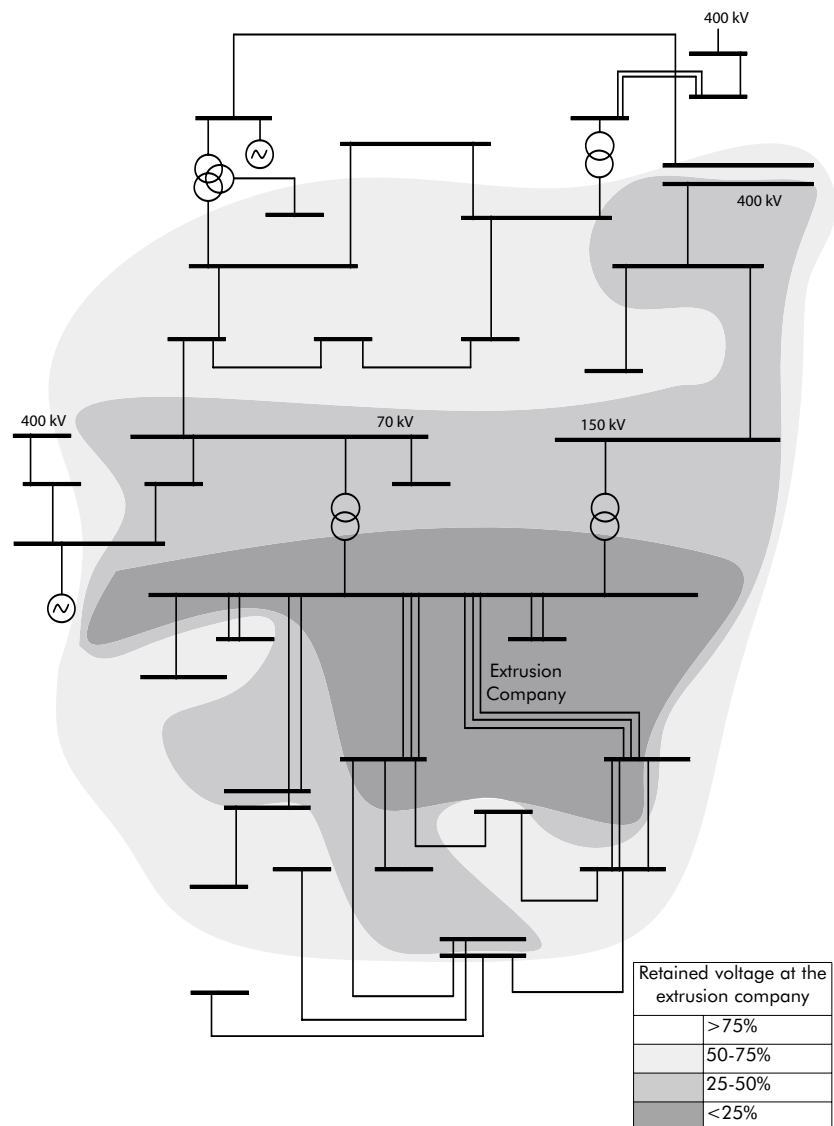 400 kV
400 kV
400 kV
70 kV
150 kV
Extrusion
Company
Retained voltage at the
extrusion company
>75%
50-75%
25-50%
<25%